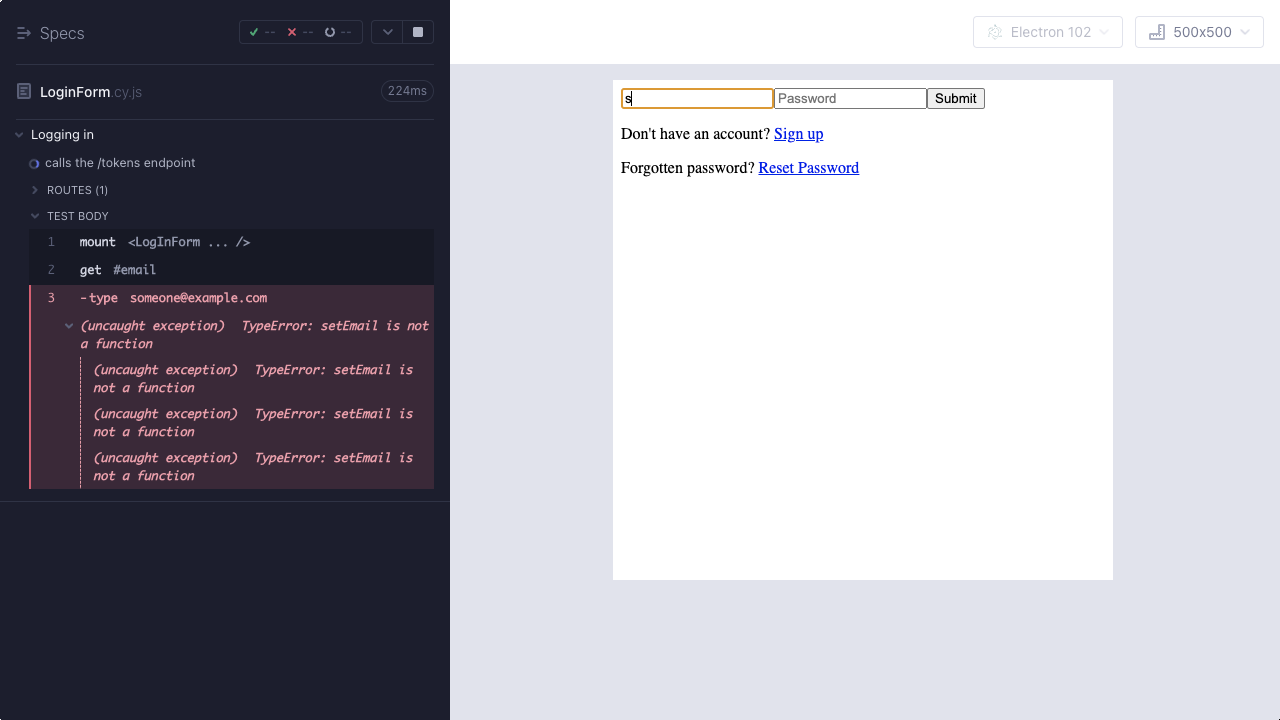 Specs
-- -- --
LoginForm.cy.js
224ms
Logging in
calls the /tokens endpoint
ROUTES (1)
TEST BODY
1 mount <LogInForm ... />
2 get #email
3 -type someone@example.com
(uncaught exception) TypeError: setEmail is not
a function
(uncaught exception) TypeError: setEmail is
not a function
(uncaught exception) TypeError: setEmail is
not a function
(uncaught exception) TypeError: setEmail is
not a function
Electron 102
500x500
s Password Submit
Don't have an account? Sign up
Forgotten password? Reset Password